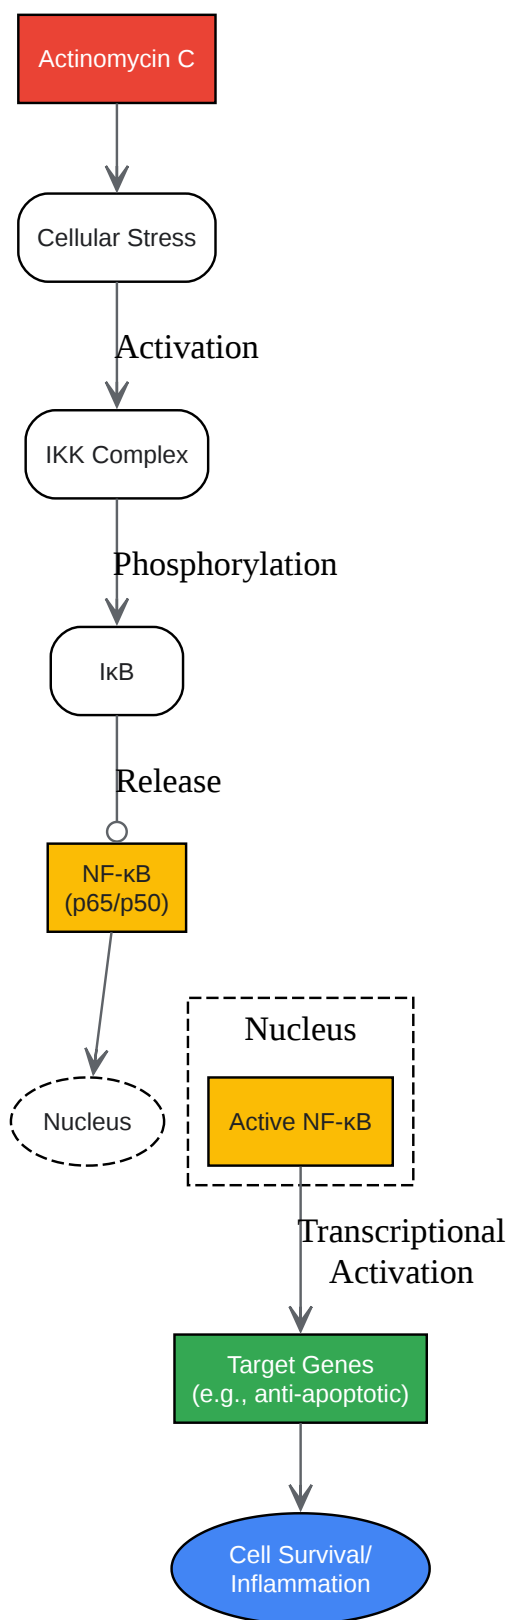 Actinomycin C
Cellular Stress
Activation
IKK Complex
Phosphorylation
IκB
Release
NF-κB
(p65/p50)
Nucleus
Nucleus
Active NF-κB
Transcriptional
Activation
Target Genes
(e.g., anti-apoptotic)
Cell Survival/
Inflammation